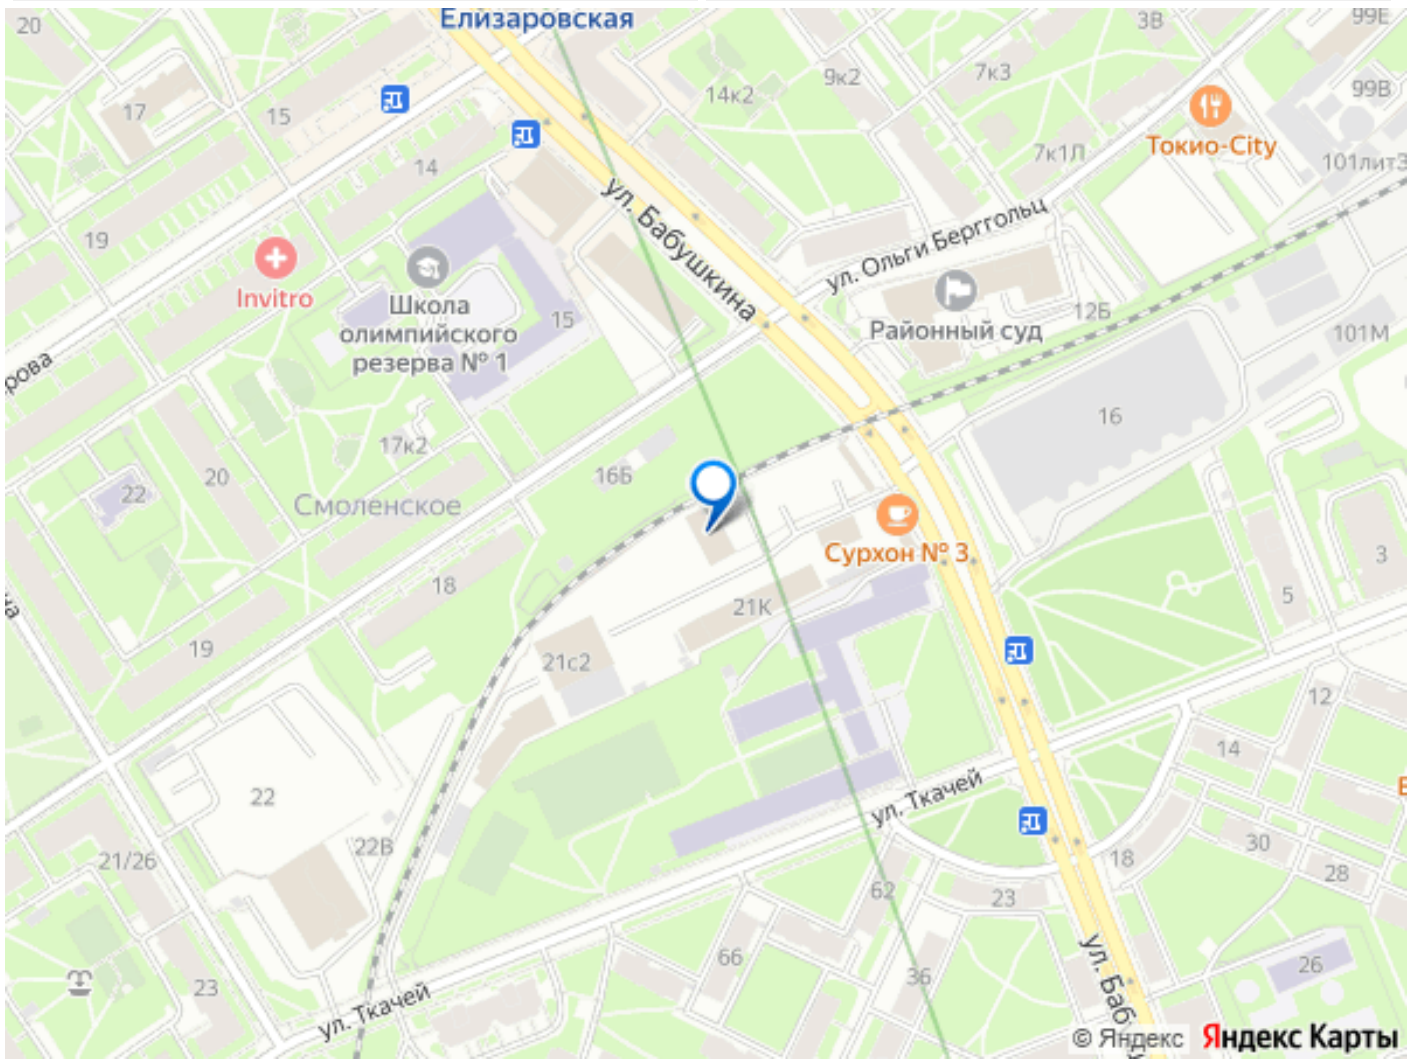 Елизаровская
20
3В
99Е
17
15
14к2
9к2
7к3
99В
Токио-City
14
7к1Л
101литЗ
ул. Бабушкина
19
ул. Ольги Берггольц
Invitro
Школа
олимпийского
резерва № 1
15
Районный суд
12Б
101М
16
17к2
20
22
16Б
Смоленское
Сурхон № 3
18
21К
5
3
19
21с2
12
14
22
ул. Ткачей
22В
21/26
18
30
28
62
23
66
36
26
23
ул. Ткачей
ул. Баб
© Яндекс
Яндекс Карты